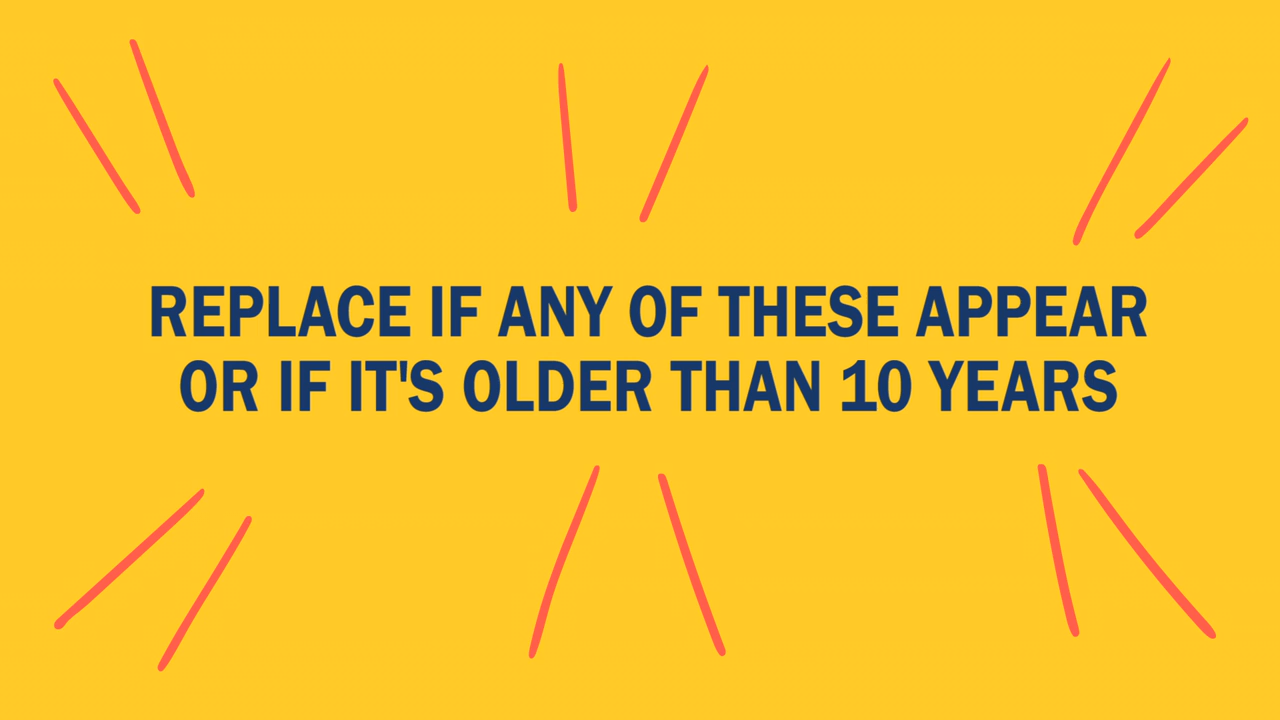 REPLACE IF ANY OF THESE APPEAR
OR IF IT'S OLDER THAN 10 YEARS